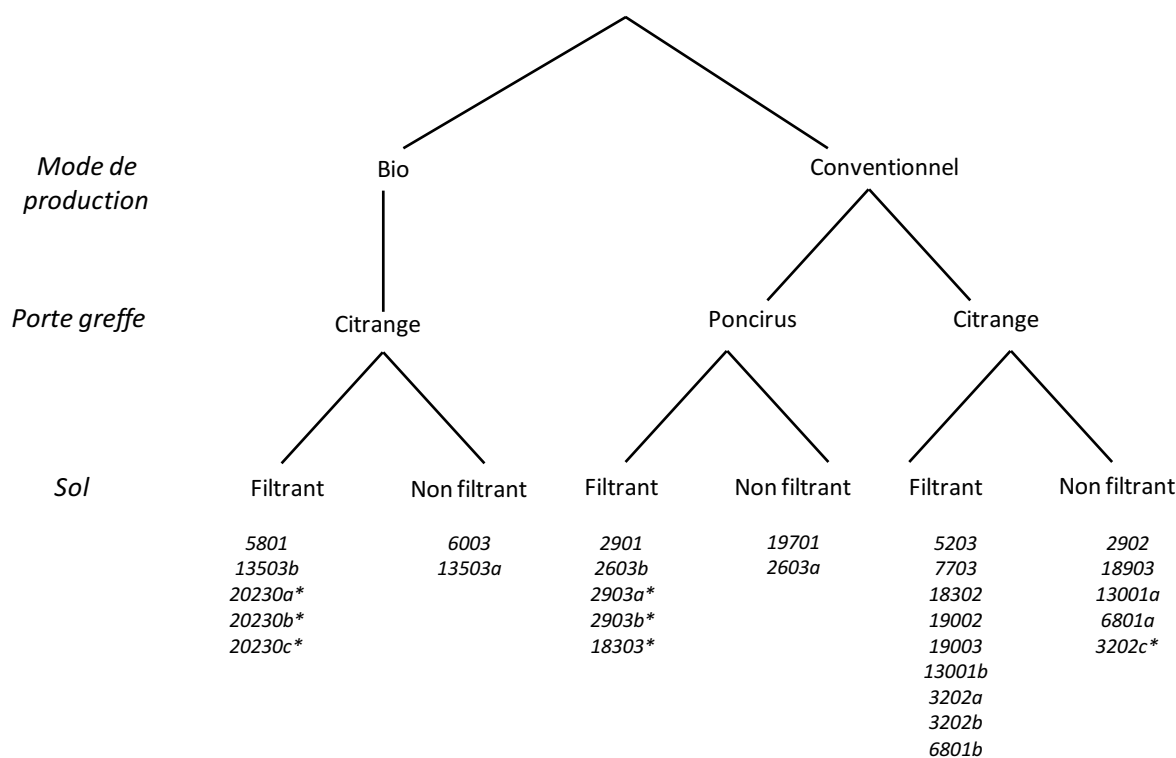 Mode de
production
Bio
Conventionnel
Porte greffe
Citrange
Poncirus
Citrange
Sol
Filtrant
Non filtrant
Filtrant
Non filtrant
Filtrant
Non filtrant
5801
13503b
20230a*
20230b*
20230c*
6003
13503a
2901
2603b
2903a*
2903b*
18303*
19701
2603a
5203
7703
18302
19002
19003
13001b
3202a
3202b
6801b
2902
18903
13001a
6801a
3202c*